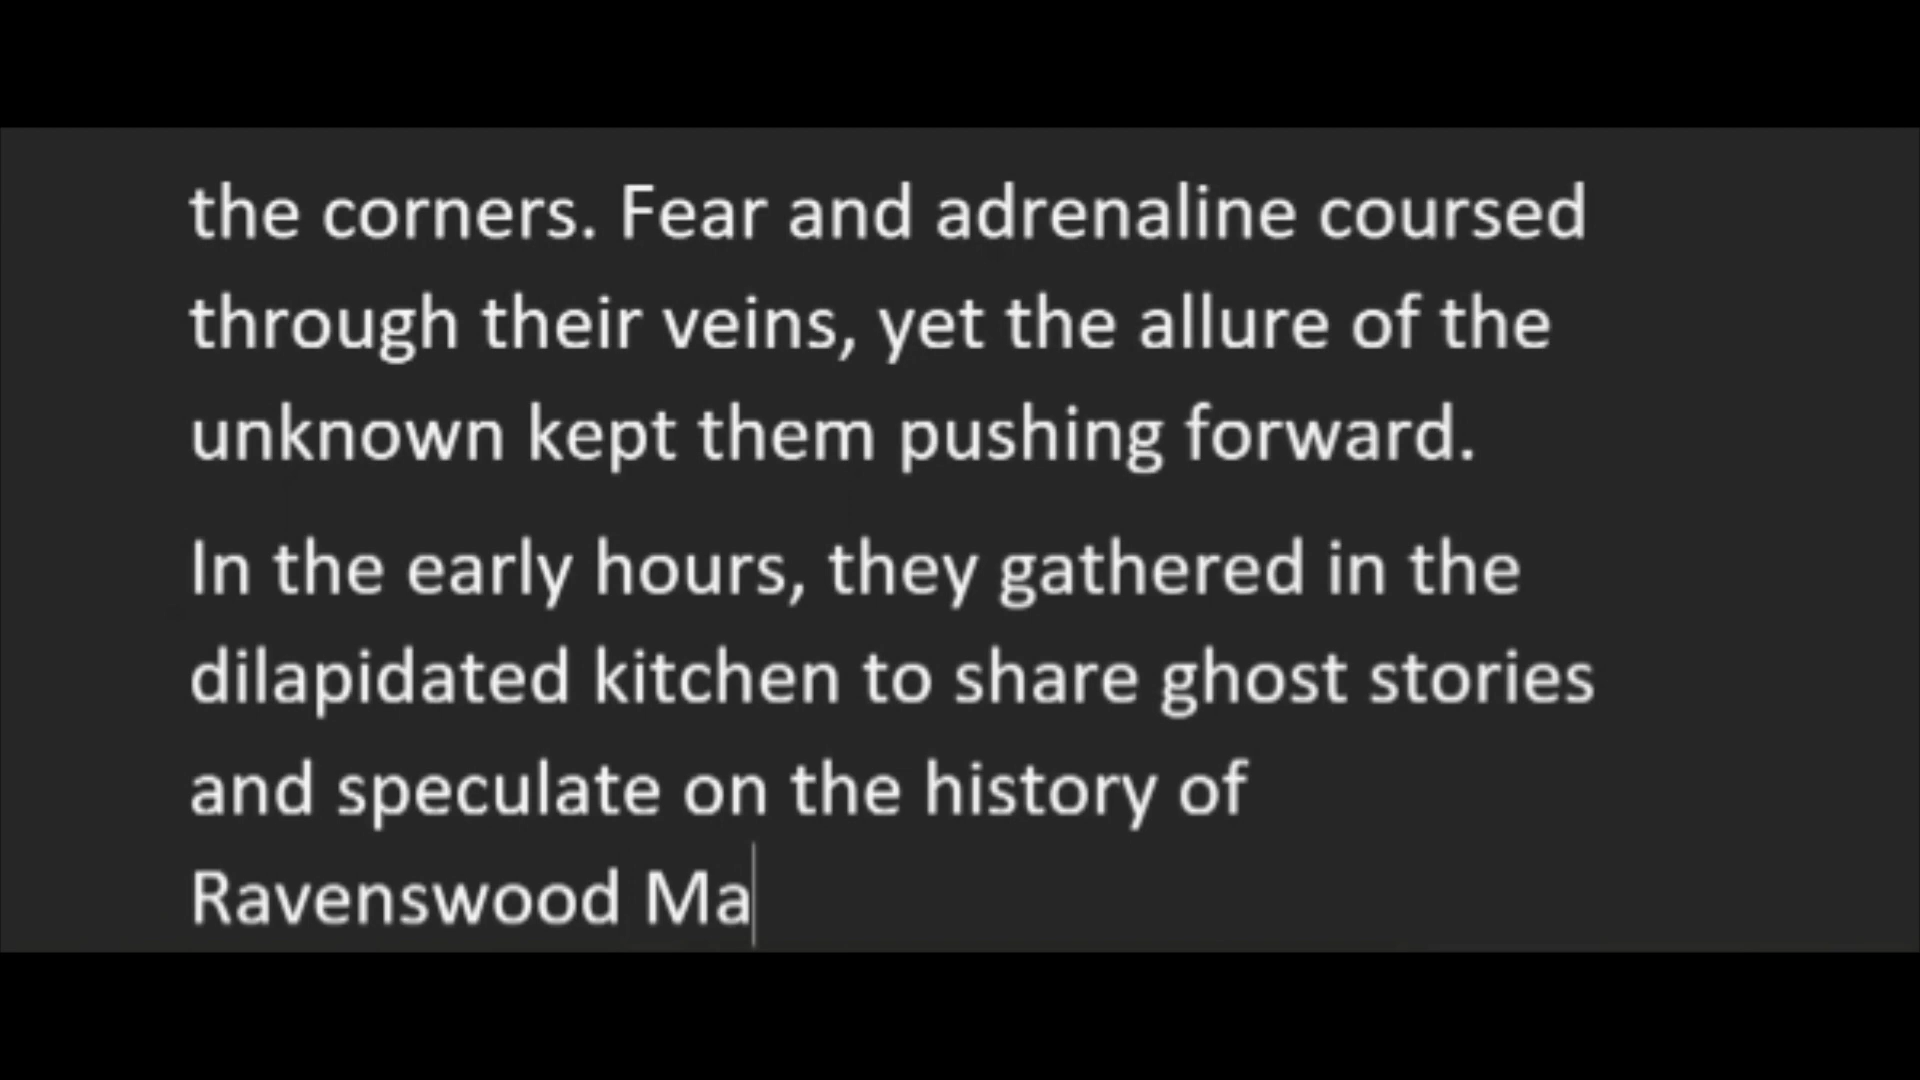 the corners. Fear and adrenaline coursed
through their veins, yet the allure of the
unknown kept them pushing forward.
In the early hours, they gathered in the
dilapidated kitchen to share ghost stories
and speculate on the history of
Ravenswood Ma